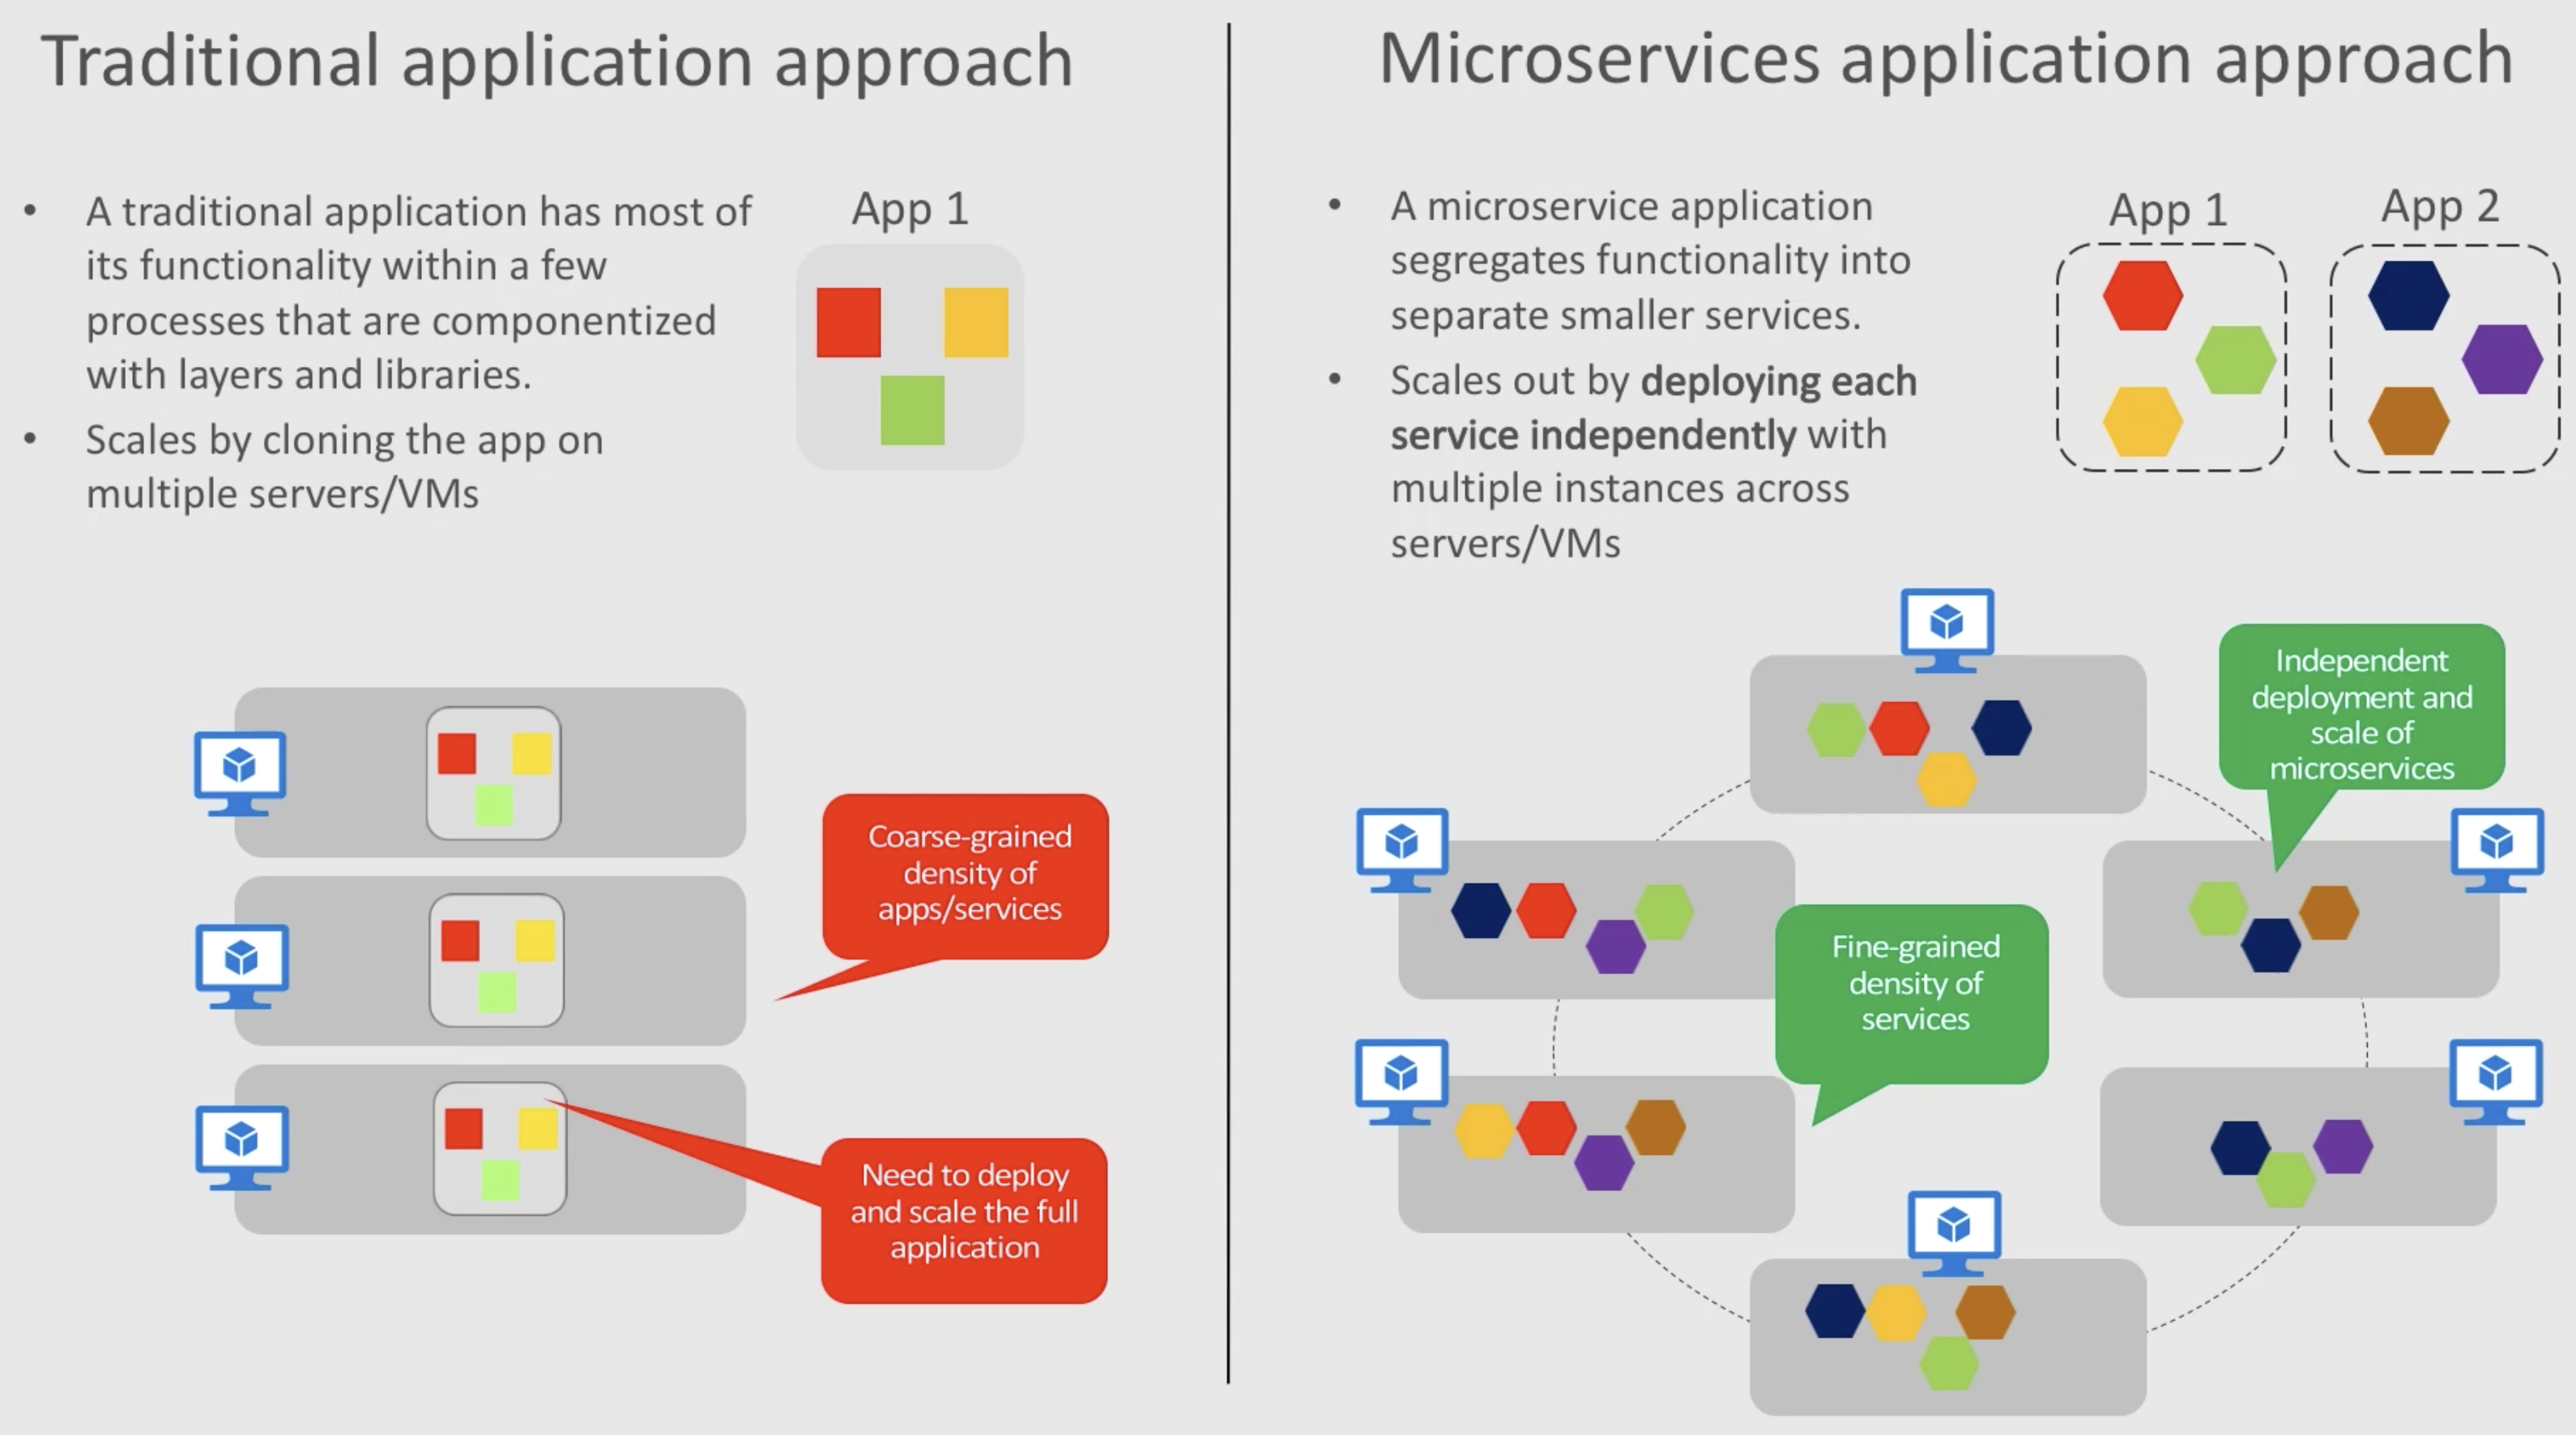 Traditional application approach
• A traditional application has most of
its functionality within a few
processes that are componentized
with layers and libraries.
• Scales by cloning the app on
multiple servers/VMs
App 1
Coarse-grained
density of
apps/services
Need to deploy
and scale the full
application
Microservices application approach
• A microservice application
segregates functionality into
separate smaller services.
• Scales out by deploying each
service independently with
multiple instances across
servers/VMs
App 1
App 2
Independent
deployment and
scale of
microservices
Fine-grained
density of
services